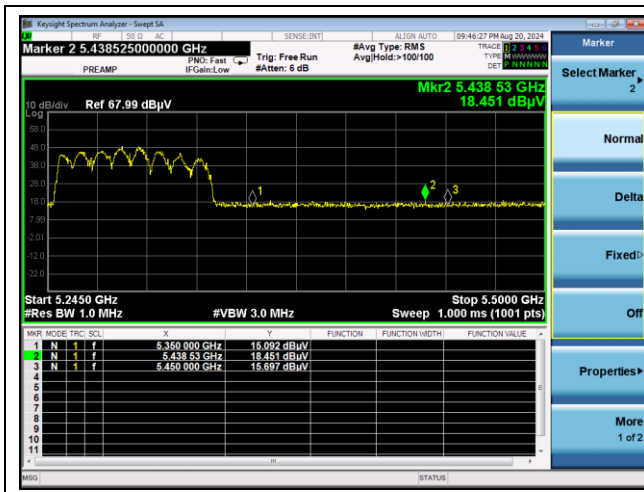 Keysight Spectrum Analyzer - Swept SA
RF 50 Ω AC SENSE:INT ALIGN AUTO 09:46:27 PM Aug 20, 2024
Marker 2 5.438525000000 GHz
PREAMP
PNO: Fast
IFGain:Low
Trig: Free Run
#Atten: 6 dB
#Avg Type: RMS
Avg|Hold:>100/100
TRACE 1 2 3 4 5 6
TYPE M W W W W W
DET P N N N N N
Mkr2 5.438 53 GHz
18.451 dBµV
10 dB/div Ref 67.99 dBµV
Log
58.0
48.0
38.0
28.0
18.0
7.99
-2.01
-12.0
-22.0
1
2
3
Start 5.2450 GHz Stop 5.5000 GHz
#Res BW 1.0 MHz #VBW 3.0 MHz Sweep 1.000 ms (1001 pts)
MKR MODE TRC SCL X Y FUNCTION FUNCTION WIDTH FUNCTION VALUE
1 N 1 f 5.350 000 GHz 15.092 dBµV
2 N 1 f 5.438 53 GHz 18.451 dBµV
3 N 1 f 5.450 000 GHz 15.697 dBµV
4
5
6
7
8
9
10
11
MSG STATUS
Marker
Select Marker
2
Normal
Delta
Fixed
Off
Properties
More
1 of 2